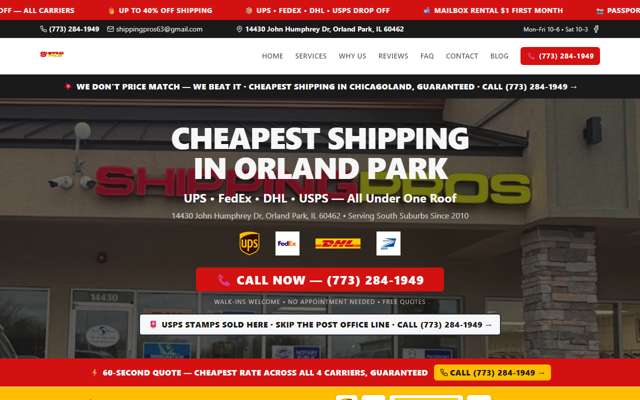 OFF — ALL CARRIERS UP TO 40% OFF SHIPPING UPS • FEDEX • DHL • USPS DROP OFF MAILBOX RENTAL $1 FIRST MONTH PASSPOR
(773) 284-1949 shippingpros63@gmail.com 14430 John Humphrey Dr, Orland Park, IL 60462 Mon–Fri 10–6 • Sat 10–3
HOME SERVICES WHY US REVIEWS FAQ CONTACT BLOG (773) 284-1949
WE DON'T PRICE MATCH — WE BEAT IT · CHEAPEST SHIPPING IN CHICAGOLAND, GUARANTEED · CALL (773) 284-1949 →
CHEAPEST SHIPPING
IN ORLAND PARK
SHIPPINGPROS
UPS • FedEx • DHL • USPS — All Under One Roof
14430 John Humphrey Dr, Orland Park, IL 60462 • Serving South Suburbs Since 2010
ups FedEx DHL
CALL NOW — (773) 284-1949
WALK-INS WELCOME • NO APPOINTMENT NEEDED • FREE QUOTES
14430
USPS STAMPS SOLD HERE · SKIP THE POST OFFICE LINE · CALL (773) 284-1949 →
60-SECOND QUOTE — CHEAPEST RATE ACROSS ALL 4 CARRIERS, GUARANTEED CALL (773) 284-1949 →